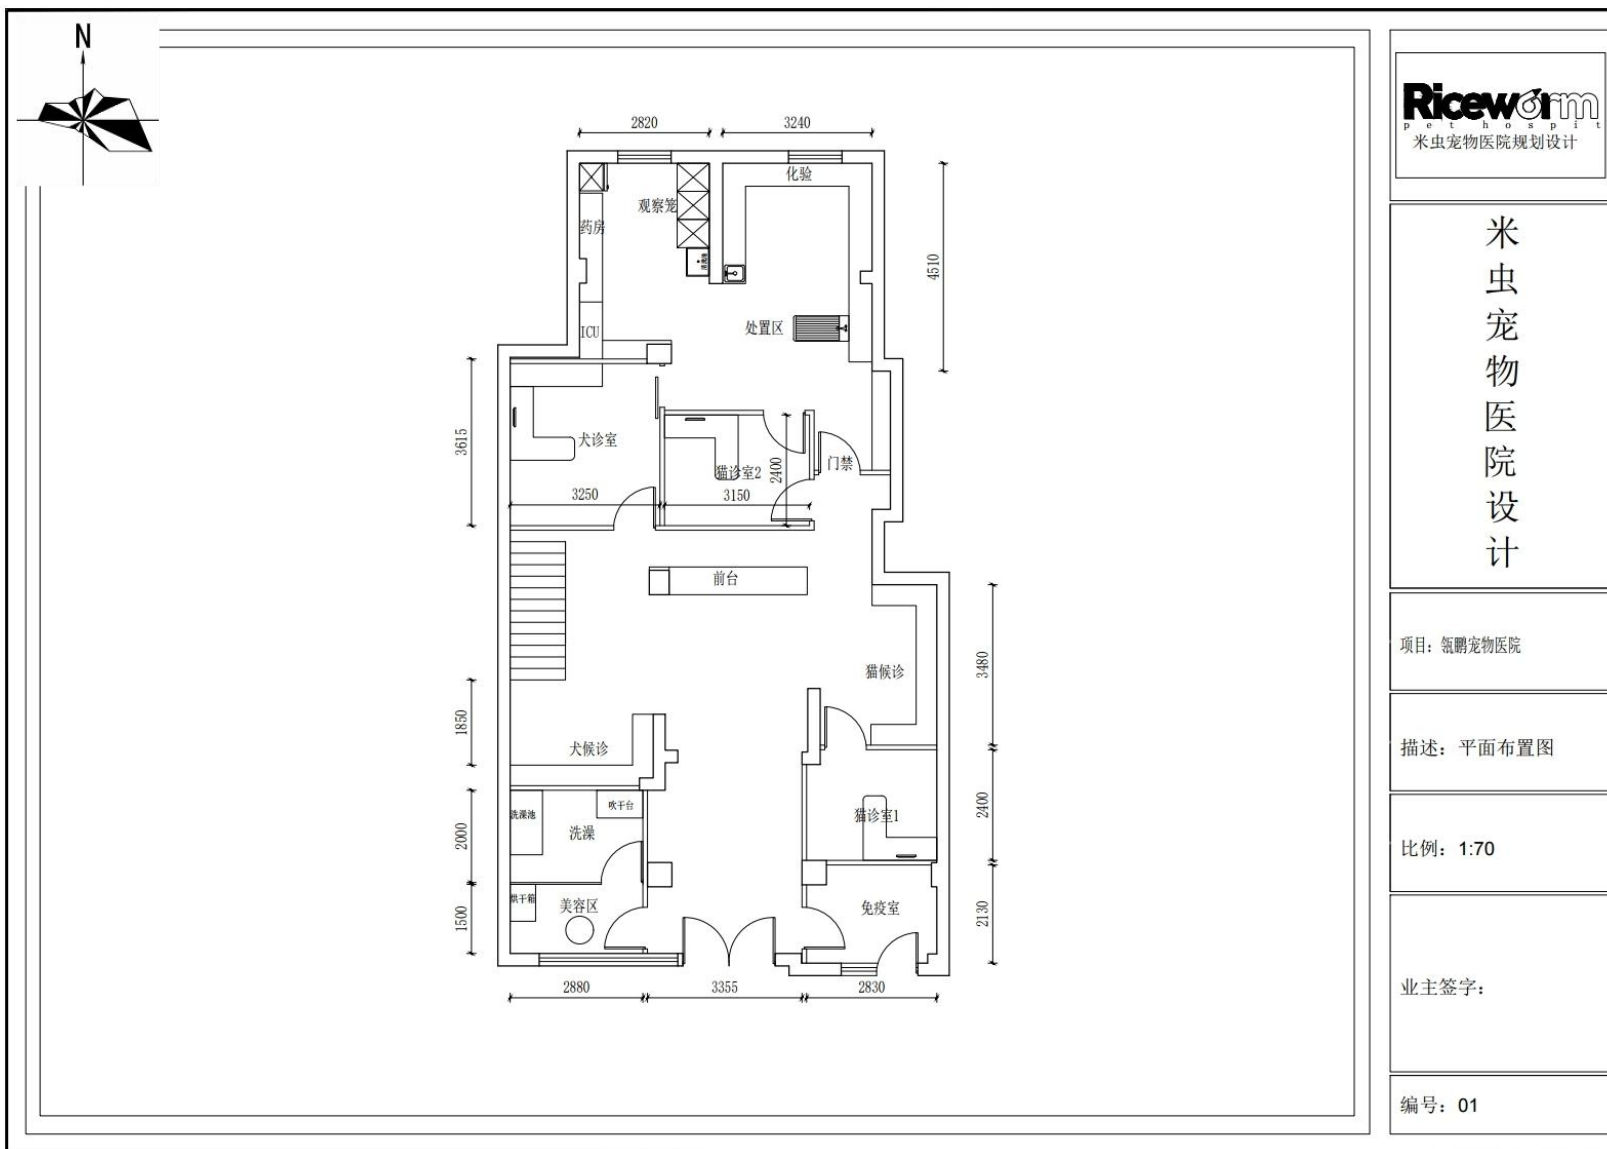 N
2820
3240
化验
观察笼
药房
4510
处置区
ICU
3615
犬诊室
猫诊室2
2400
门禁
3250
3150
前台
猫候诊
3480
1850
犬候诊
洗澡池
吹干台
洗澡
2000
猫诊室1
2400
烘干箱
美容区
1500
免疫室
2130
2880
3355
2830
Riceworm
pet hospit
米虫宠物医院规划设计
米虫宠物医院设计
项目：瓴鹏宠物医院
描述：平面布置图
比例：1:70
业主签字：
编号：01